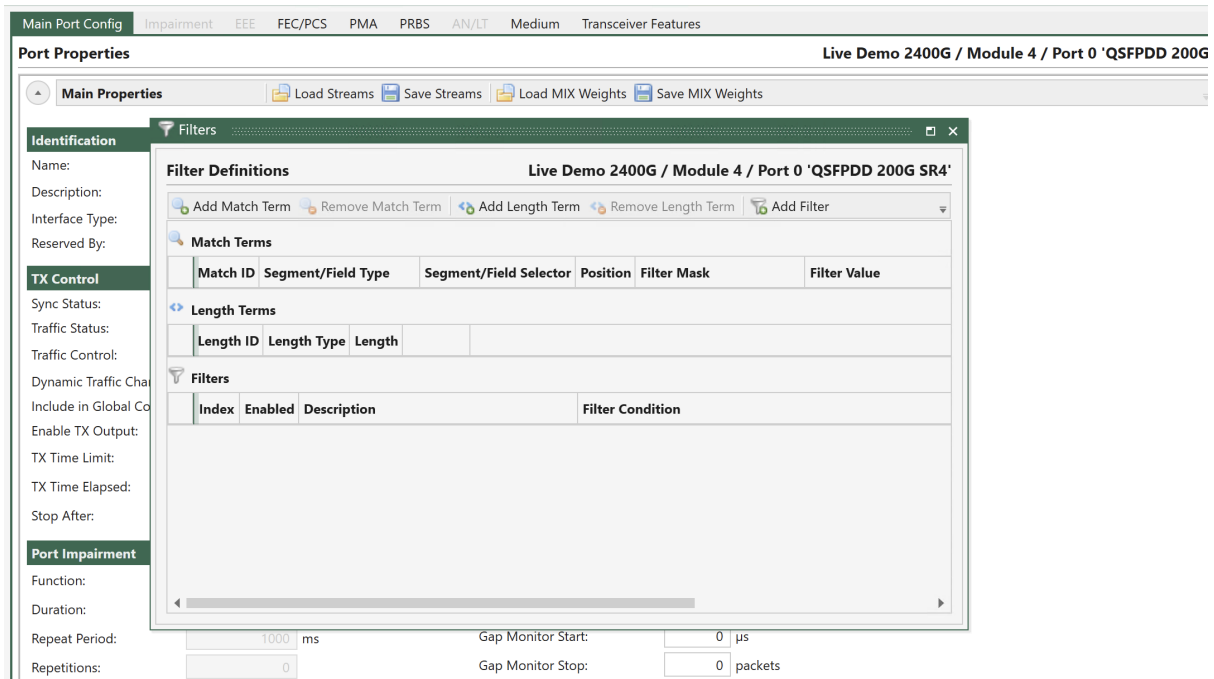 Main Port Config Impairment EEE FEC/PCS PMA PRBS AN/LT Medium Transceiver Features
Port Properties Live Demo 2400G / Module 4 / Port 0 'QSFPDD 200G
Main Properties Load Streams Save Streams Load MIX Weights Save MIX Weights
Identification
Name:
Description:
Interface Type:
Reserved By:
TX Control
Sync Status:
Traffic Status:
Traffic Control:
Dynamic Traffic Chan
Include in Global Co
Enable TX Output:
TX Time Limit:
TX Time Elapsed:
Stop After:
Port Impairment
Function:
Duration:
Repeat Period: 1000 ms Gap Monitor Start: 0 µs
Repetitions: 0 Gap Monitor Stop: 0 packets
Filters
Filter Definitions Live Demo 2400G / Module 4 / Port 0 'QSFPDD 200G SR4'
Add Match Term Remove Match Term Add Length Term Remove Length Term Add Filter
Match Terms
Match ID Segment/Field Type Segment/Field Selector Position Filter Mask Filter Value
Length Terms
Length ID Length Type Length
Filters
Index Enabled Description Filter Condition